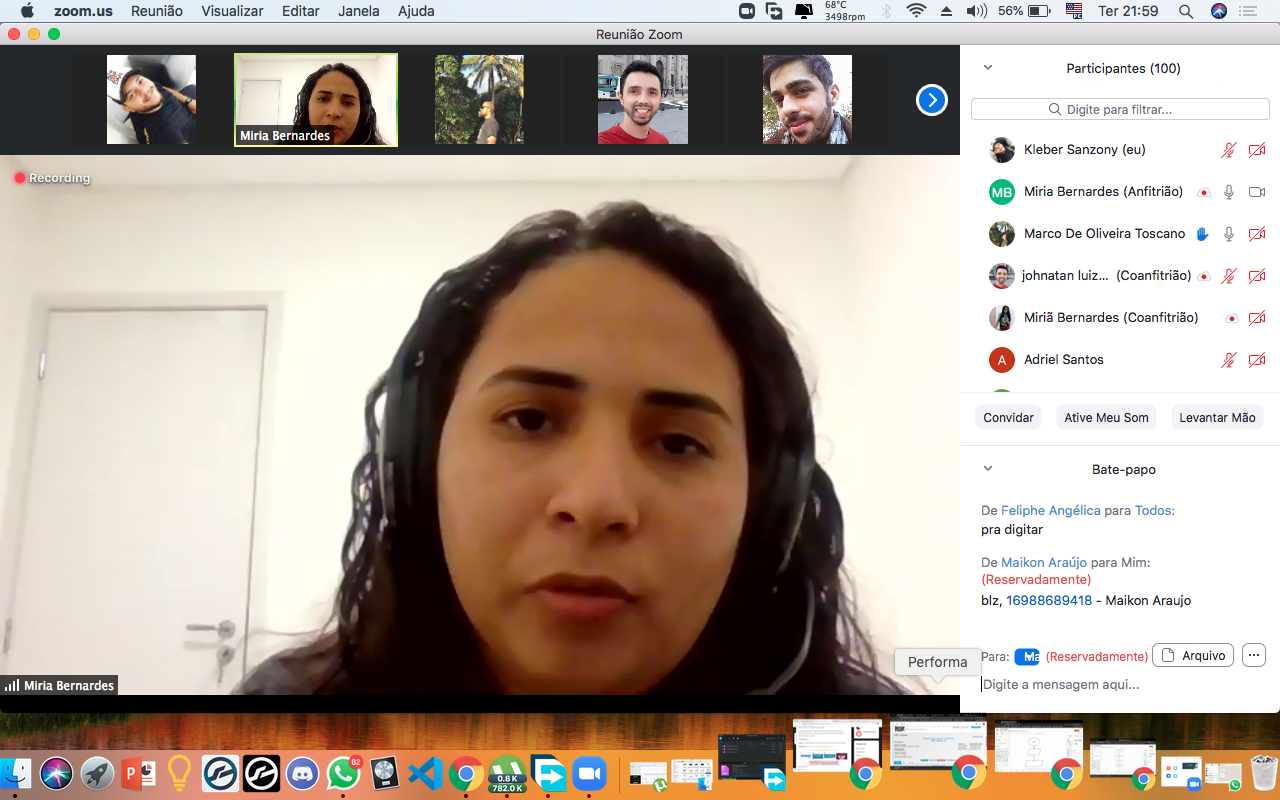 zoom.us Reunião Visualizar Editar Janela Ajuda 68°C 3498rpm 56% Ter 21:59
Reunião Zoom
Miria Bernardes
Recording
Miria Bernardes
Participantes (100)
Digite para filtrar...
Kleber Sanzony (eu)
MB Miria Bernardes (Anfitrião)
Marco De Oliveira Toscano
johnatan luiz... (Coanfitrião)
Miriã Bernardes (Coanfitrião)
A Adriel Santos
Convidar Ative Meu Som Levantar Mão
Bate-papo
De Feliphe Angélica para Todos:
pra digitar
De Maikon Araújo para Mim:
(Reservadamente)
blz, 16988689418 - Maikon Araujo
Para: Ma (Reservadamente) Arquivo ...
Digite a mensagem aqui...
Performa
62
0.8 K
782.0 K